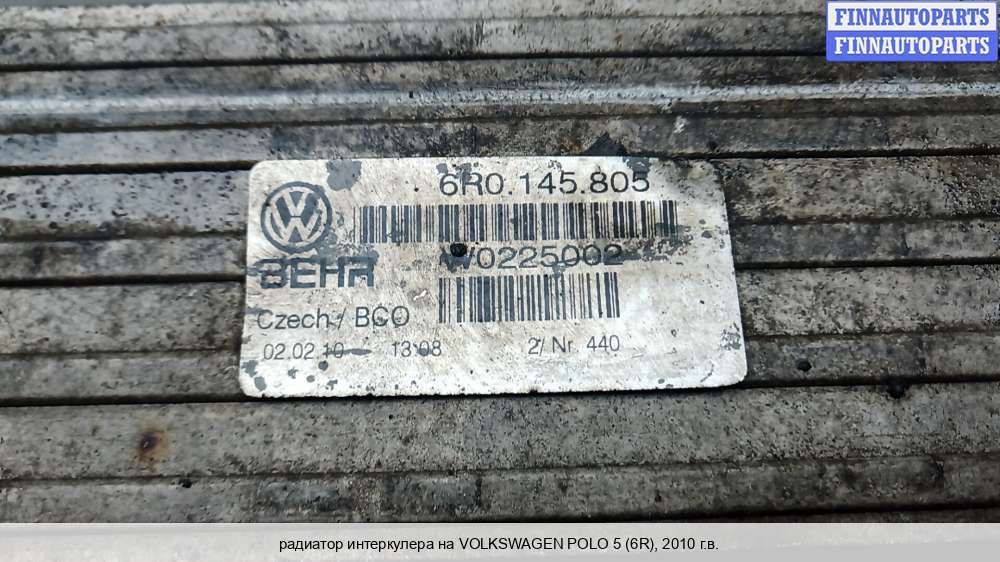 FINNAUTOPARTS
FINNAUTOPARTS
6R0.145.805
W0225002
BEHR
Czech / BCO
02.02.10 13:08 2/ Nr. 440
радиатор интеркулера на VOLKSWAGEN POLO 5 (6R), 2010 г.в.